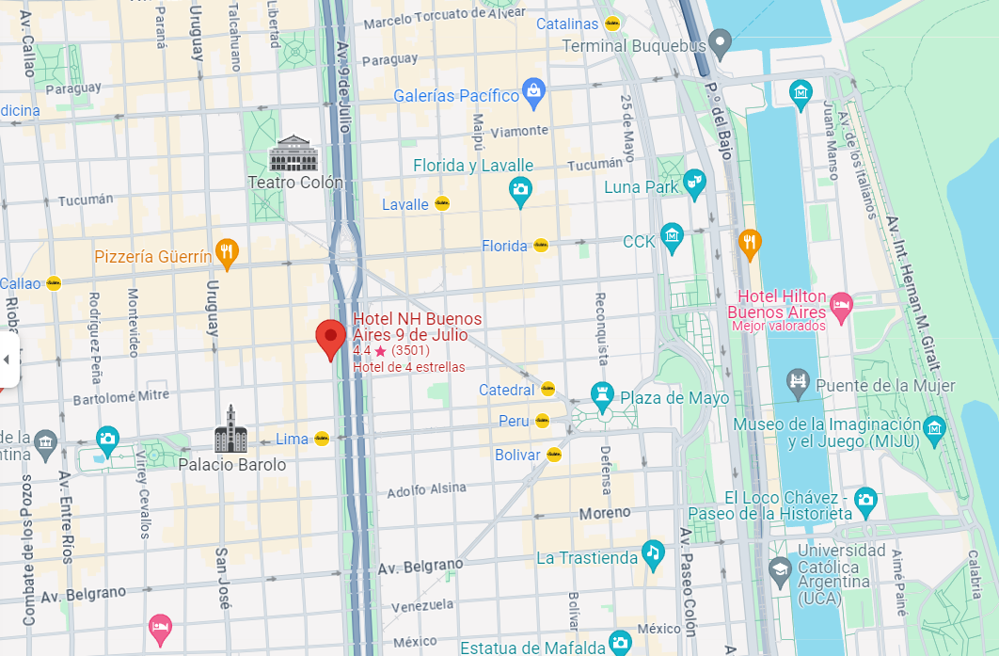 Av. Callao
Paraná
Uruguay
Talcahuano
Libertad
Marcelo Torcuato de Alvear
Catalinas
Terminal Buquebus
Paraguay
Av. 9 de Julio
Paraguay
Galerías Pacífico
P.º del Bajo
25 de Mayo
Maipú
Viamonte
Juana Manso
Av. de los Italianos
dicina
Teatro Colón
Florida y Lavalle
Tucumán
Luna Park
Tucumán
Lavalle
Pizzería Güerrín
Florida
CCK
Callao
Av. Int. Hernan M. Giralt
Uruguay
Rodríguez Peña
Montevideo
Reconquista
Hotel Hilton
Buenos Aires
Mejor valorados
Hotel NH Buenos
Aires 9 de Julio
4.4 ★ (3501)
Hotel de 4 estrellas
Bartolomé Mitre
Catedral
Plaza de Mayo
Puente de la Mujer
Peru
Museo de la Imaginación
y el Juego (MIJU)
de la
ntina
Lima
Palacio Barolo
Bolivar
Virrey Cevallos
Combate de los Pozos
Av. Entre Ríos
Defensa
Adolfo Alsina
El Loco Chávez -
Paseo de la Historieta
Moreno
San José
Av. Belgrano
La Trastienda
Av. Paseo Colón
Universidad
Católica
Argentina
(UCA)
Aimé Painé
Calabria
Av. Belgrano
Venezuela
Bolívar
México
México
Estatua de Mafalda